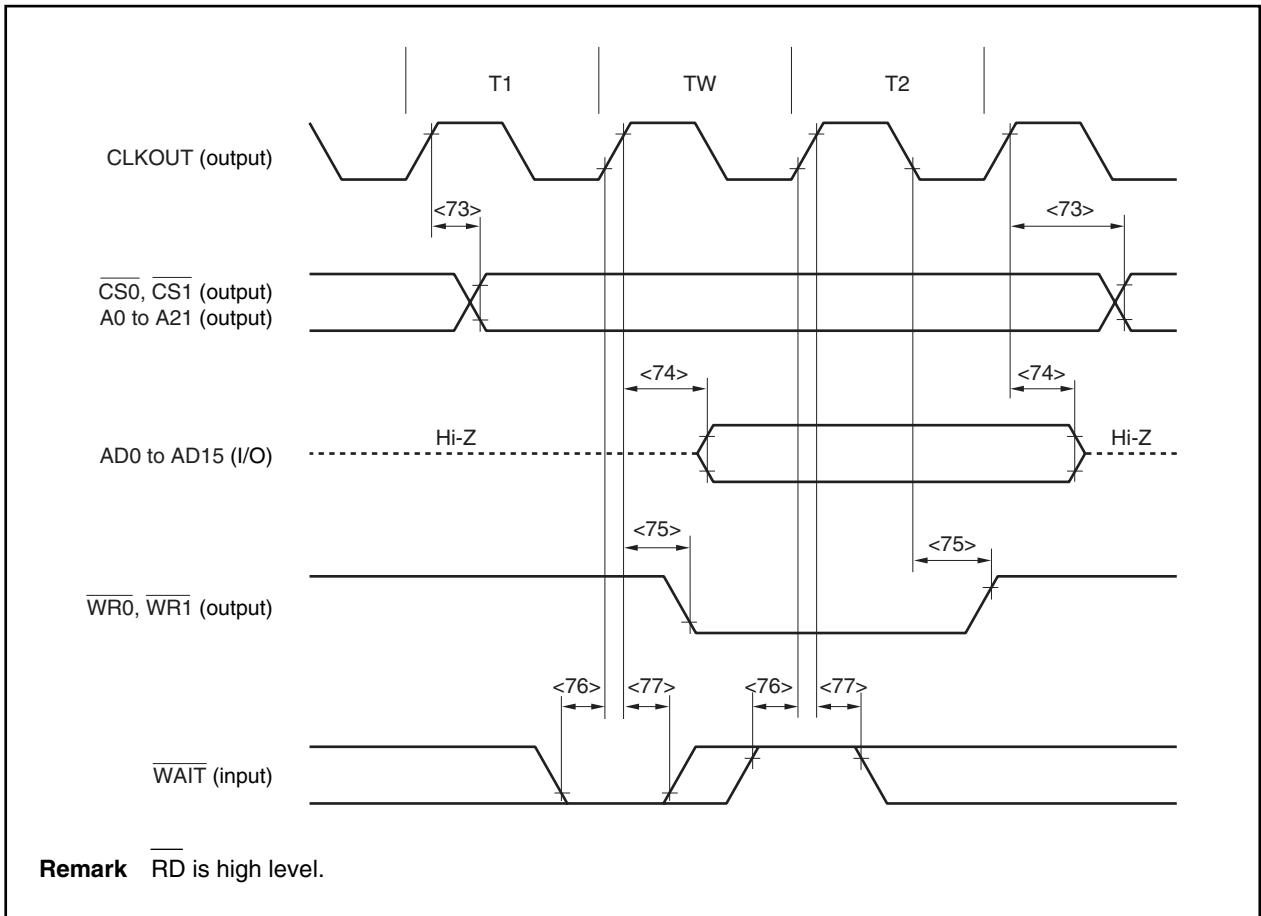 T1 TW T2
CLKOUT (output)
<73> <73>
CS0, CS1 (output)
A0 to A21 (output)
<74> <74>
Hi-Z Hi-Z
AD0 to AD15 (I/O)
<75> <75>
WR0, WR1 (output)
<76> <77> <76> <77>
WAIT (input)
Remark RD is high level.